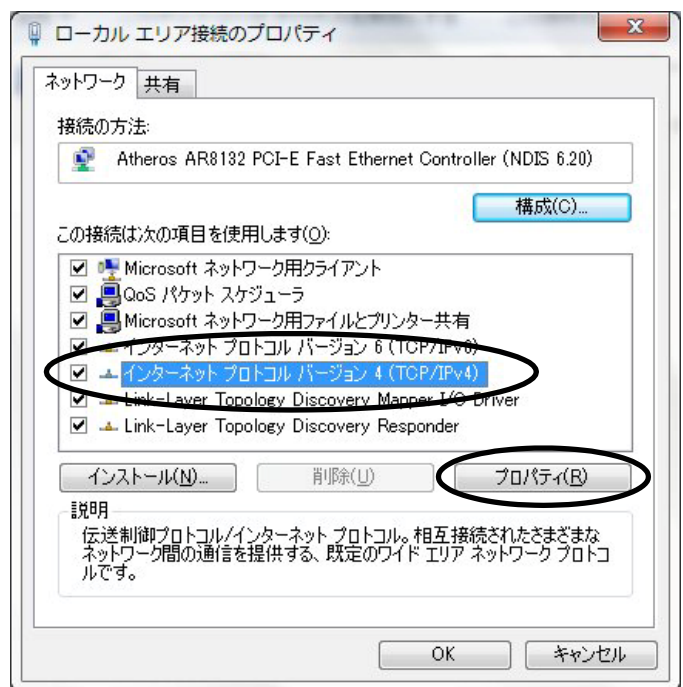 ローカル エリア接続のプロパティ
ネットワーク 共有
接続の方法:
Atheros AR8132 PCI-E Fast Ethernet Controller (NDIS 6.20)
構成(C)...
この接続は次の項目を使用します(O):
Microsoft ネットワーク用クライアント
QoS パケット スケジューラ
Microsoft ネットワーク用ファイルとプリンター共有
インターネット プロトコル バージョン 6 (TCP/IPv6)
インターネット プロトコル バージョン 4 (TCP/IPv4)
Link-Layer Topology Discovery Mapper I/O Driver
Link-Layer Topology Discovery Responder
インストール(N)... 削除(U) プロパティ(R)
説明
伝送制御プロトコル/インターネット プロトコル。相互接続されたさまざまな
ネットワーク間の通信を提供する、既定のワイド エリア ネットワーク プロトコ
ルです。
OK キャンセル